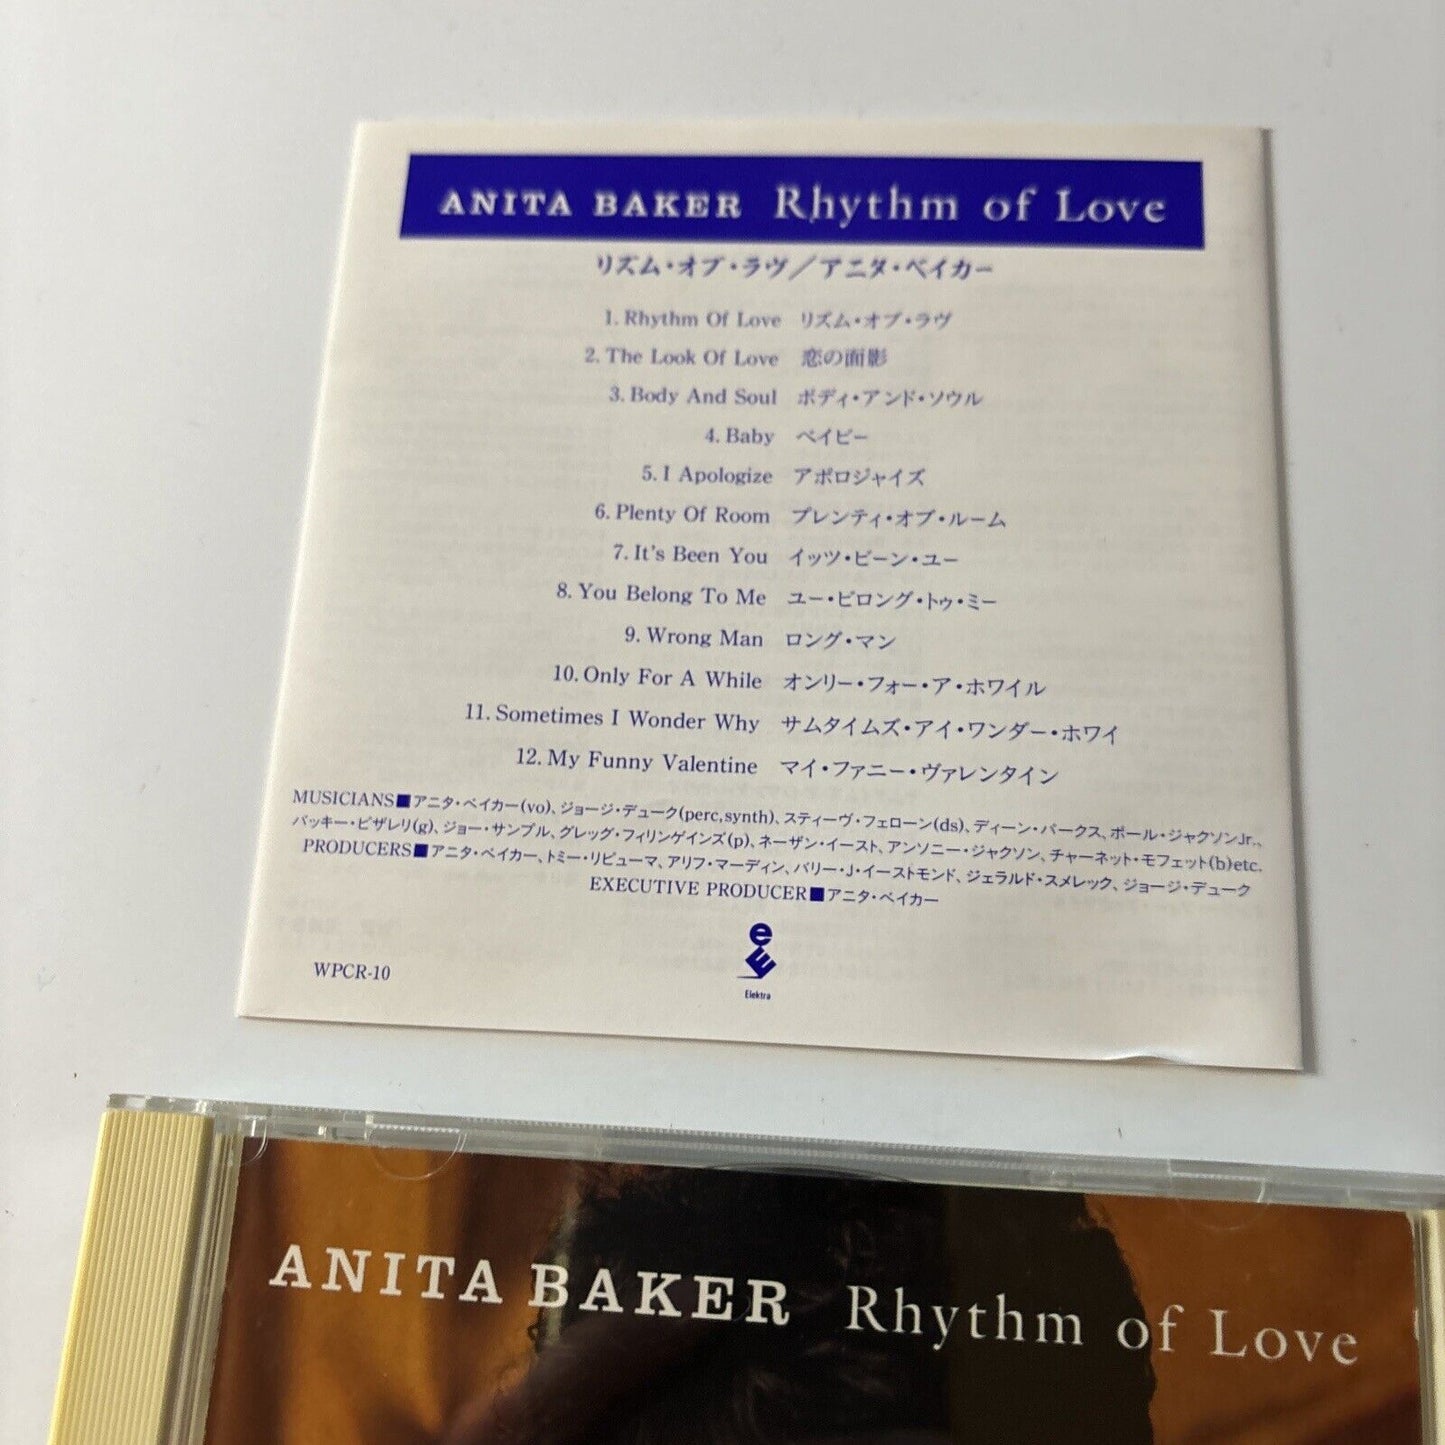 ANITA BAKER Rhythm of Love
リズム・オブ・ラヴ／アニタ・ベイカー
1. Rhythm Of Love リズム・オブ・ラヴ
2. The Look Of Love 恋の面影
3. Body And Soul ボディ・アンド・ソウル
4. Baby ベイビー
5. I Apologize アポロジャイズ
6. Plenty Of Room プレンティ・オブ・ルーム
7. It's Been You イッツ・ビーン・ユー
8. You Belong To Me ユー・ビロング・トゥ・ミー
9. Wrong Man ロング・マン
10. Only For A While オンリー・フォー・ア・ホワイル
11. Sometimes I Wonder Why サムタイムズ・アイ・ワンダー・ホワイ
12. My Funny Valentine マイ・ファニー・ヴァレンタイン
MUSICIANS■アニタ・ベイカー(vo)、ジョージ・デューク(perc,synth)、スティーヴ・フェローン(ds)、ディーン・パークス、ポール・ジャクソンJr.、
バッキー・ピザレリ(g)、ジョー・サンプル、グレッグ・フィリンゲインズ(p)、ネーザン・イースト、アンソニー・ジャクソン、チャーネット・モフェット(b)etc.
PRODUCERS■アニタ・ベイカー、トミー・リピューマ、アリフ・マーディン、バリー・J・イーストモンド、ジェラルド・スメレック、ジョージ・デューク
EXECUTIVE PRODUCER■アニタ・ベイカー
WPCR-10
Elektra
ANITA BAKER Rhythm of Love